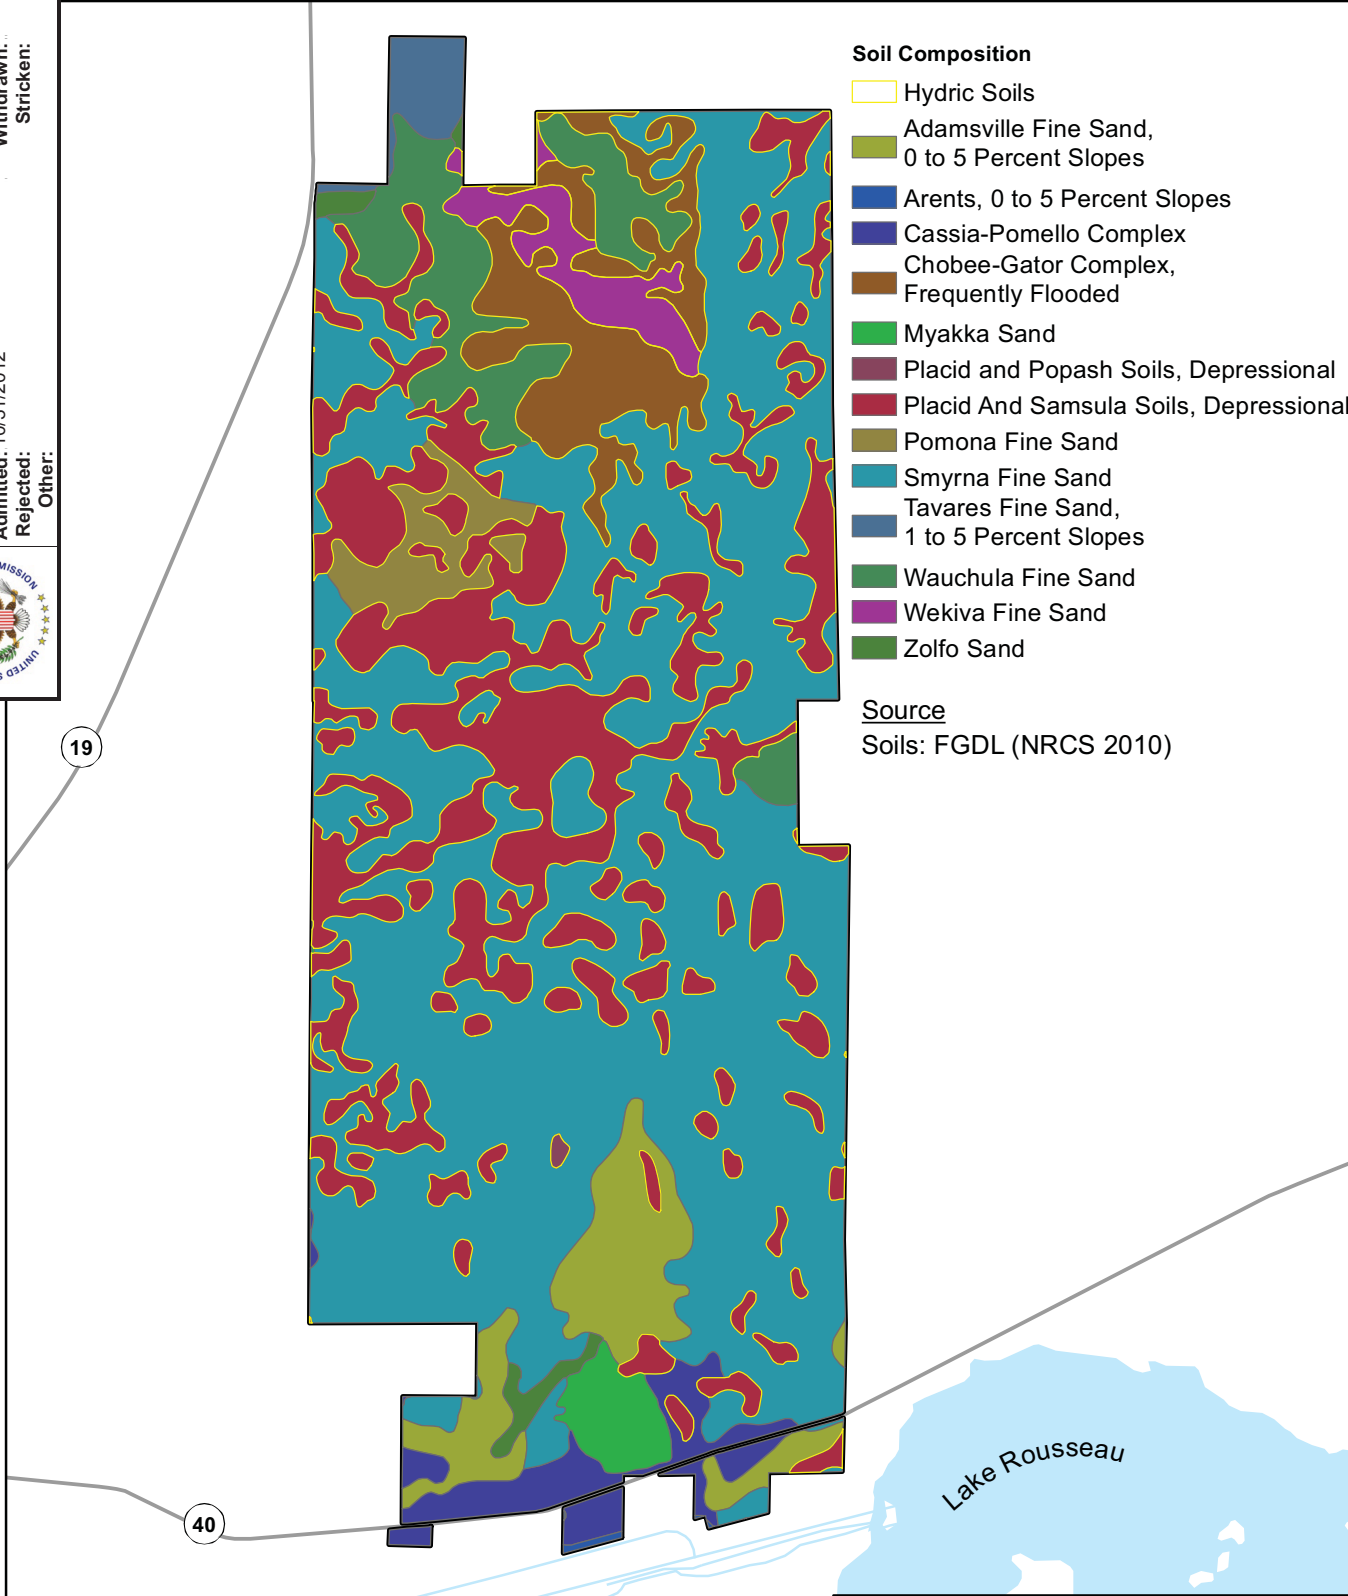 Stricken:
Rejected:
Other:
MISSION
UNITED
Soil Composition
Hydric Soils
Adamsville Fine Sand,
0 to 5 Percent Slopes
Arents, 0 to 5 Percent Slopes
Cassia-Pomello Complex
Chobee-Gator Complex,
Frequently Flooded
Myakka Sand
Placid and Popash Soils, Depressional
Placid And Samsula Soils, Depressional
Pomona Fine Sand
Smyrna Fine Sand
Tavares Fine Sand,
1 to 5 Percent Slopes
Wauchula Fine Sand
Wekiva Fine Sand
Zolfo Sand
Source
Soils: FGDL (NRCS 2010)
19
40
Lake Rousseau